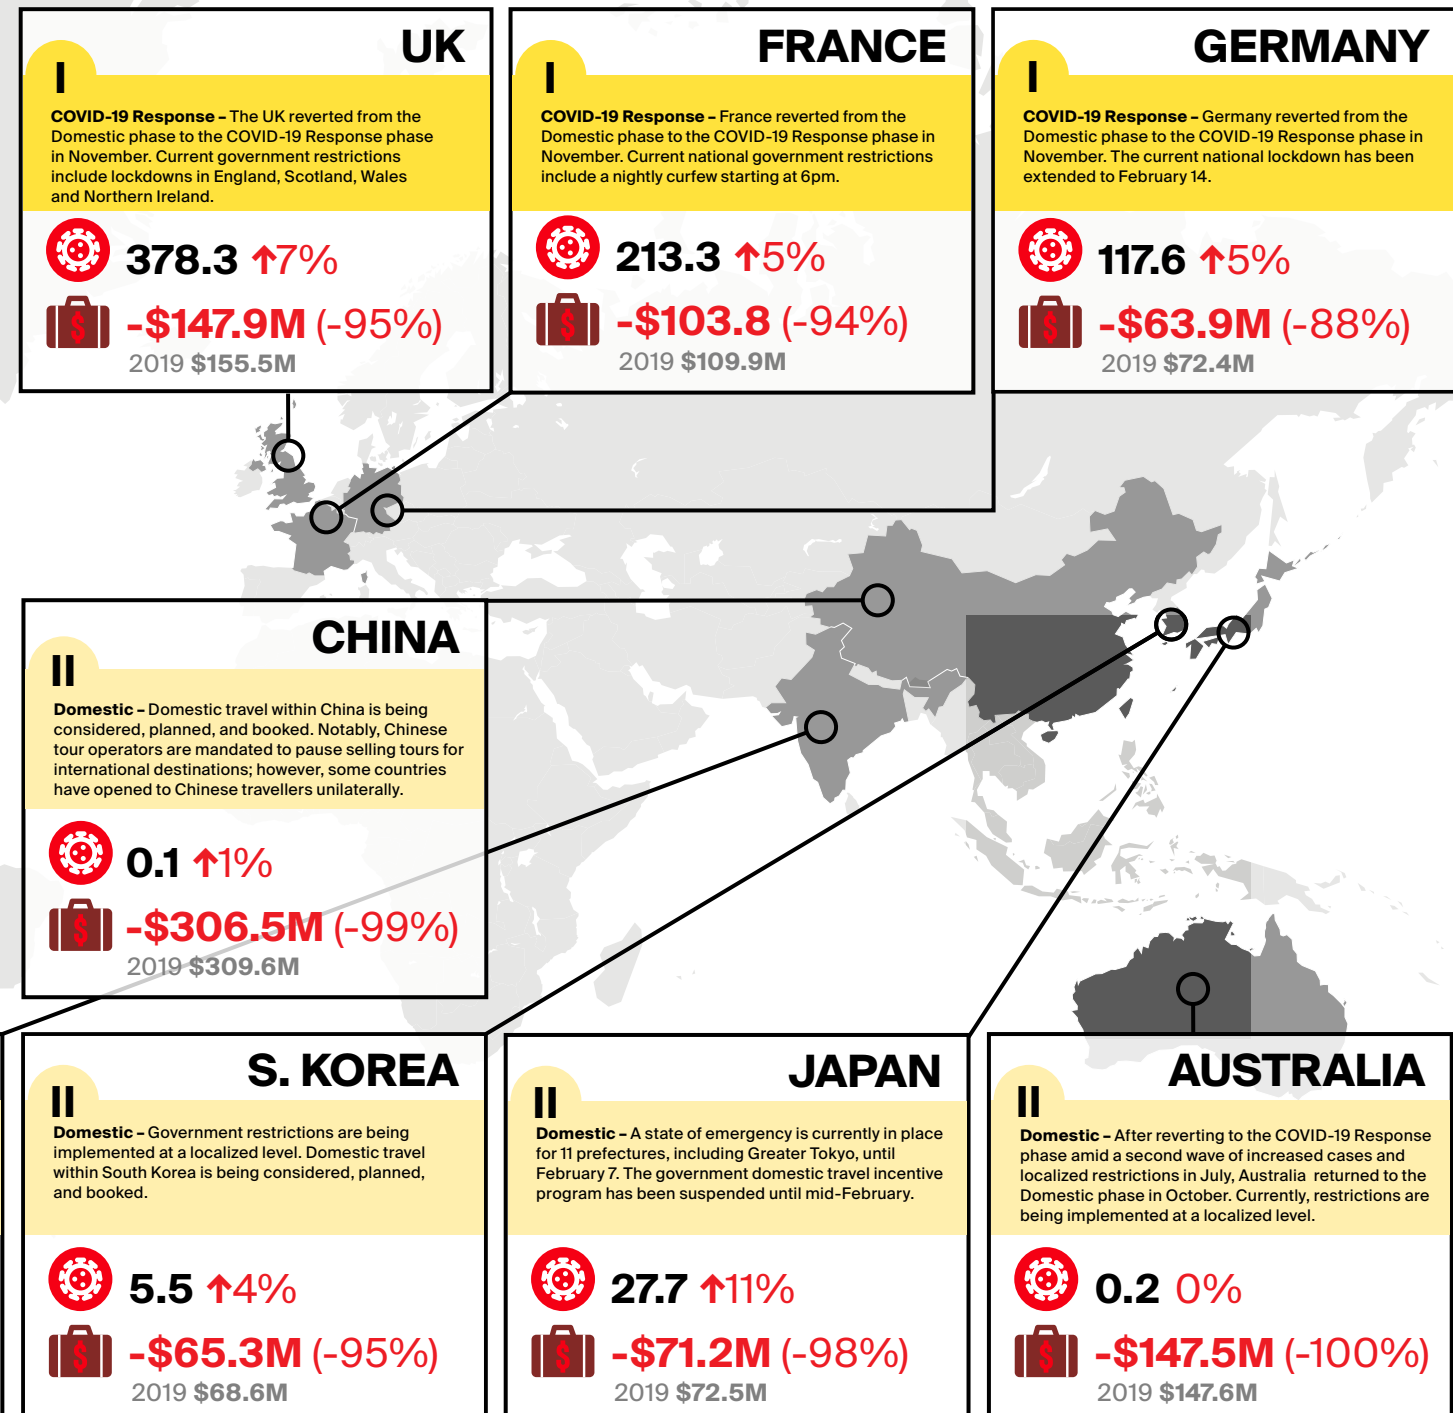 UK
I
COVID-19 Response – The UK reverted from the
Domestic phase to the COVID-19 Response phase
in November. Current government restrictions
include lockdowns in England, Scotland, Wales
and Northern Ireland.
378.3 ↑7%
$
-$147.9M (-95%)
2019 $155.5M
FRANCE
I
COVID-19 Response – France reverted from the
Domestic phase to the COVID-19 Response phase in
November. Current national government restrictions
include a nightly curfew starting at 6pm.
213.3 ↑5%
$
-$103.8 (-94%)
2019 $109.9M
GERMANY
I
COVID-19 Response – Germany reverted from the
Domestic phase to the COVID-19 Response phase in
November. The current national lockdown has been
extended to February 14.
117.6 ↑5%
$
-$63.9M (-88%)
2019 $72.4M
CHINA
II
Domestic – Domestic travel within China is being
considered, planned, and booked. Notably, Chinese
tour operators are mandated to pause selling tours for
international destinations; however, some countries
have opened to Chinese travellers unilaterally.
0.1 ↑1%
$
-$306.5M (-99%)
2019 $309.6M
S. KOREA
II
Domestic – Government restrictions are being
implemented at a localized level. Domestic travel
within South Korea is being considered, planned,
and booked.
5.5 ↑4%
$
-$65.3M (-95%)
2019 $68.6M
JAPAN
II
Domestic – A state of emergency is currently in place
for 11 prefectures, including Greater Tokyo, until
February 7. The government domestic travel incentive
program has been suspended until mid-February.
27.7 ↑11%
$
-$71.2M (-98%)
2019 $72.5M
AUSTRALIA
II
Domestic – After reverting to the COVID-19 Response
phase amid a second wave of increased cases and
localized restrictions in July, Australia returned to the
Domestic phase in October. Currently, restrictions are
being implemented at a localized level.
0.2 0%
$
-$147.5M (-100%)
2019 $147.6M